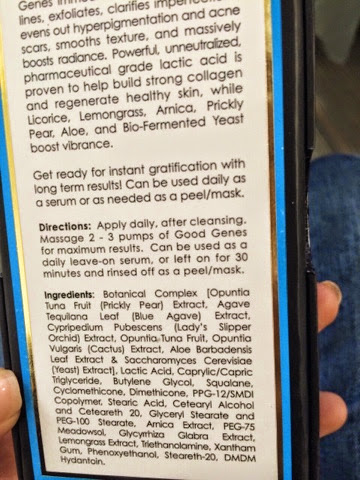 Genes
lines, exfoliates, clarifies
evens out hyperpigmentation and acne
scars, smooths texture, and massively
boosts radiance. Powerful, unneutralized,
pharmaceutical grade lactic acid is
proven to help build strong collagen
and regenerate healthy skin, while
Licorice, Lemongrass, Arnica, Prickly
Pear, Aloe, and Bio-Fermented Yeast
boost vibrance.
Get ready for instant gratification with
long term results! Can be used daily as
a serum or as needed as a peel/mask.
Directions: Apply daily, after cleansing.
Massage 2 - 3 pumps of Good Genes
for maximum results. Can be used as a
daily leave-on serum, or left on for 30
minutes and rinsed off as a peel/mask.
Ingredients: Botanical Complex [Opuntia
Tuna Fruit (Prickly Pear) Extract, Agave
Tequilana Leaf (Blue Agave) Extract,
Cypripedium Pubescens (Lady's Slipper
Orchid) Extract, Opuntia Tuna Fruit, Opuntia
Vulgaris (Cactus) Extract, Aloe Barbadensis
Leaf Extract & Saccharomyces Cerevisiae
(Yeast) Extract], Lactic Acid, Caprylic/Capric
Triglyceride, Butylene Glycol, Squalane,
Cyclomethicone, Dimethicone, PPG-12/SMDI
Copolymer, Stearic Acid, Cetearyl Alcohol
and Ceteareth 20, Glyceryl Stearate and
PEG-100 Stearate, Arnica Extract, PEG-75
Meadowsol, Glycyrrhiza Glabra Extract,
Lemongrass Extract, Triethanolamine, Xantham
Gum, Phenoxyethanol, Steareth-20, DMDM
Hydantoin.